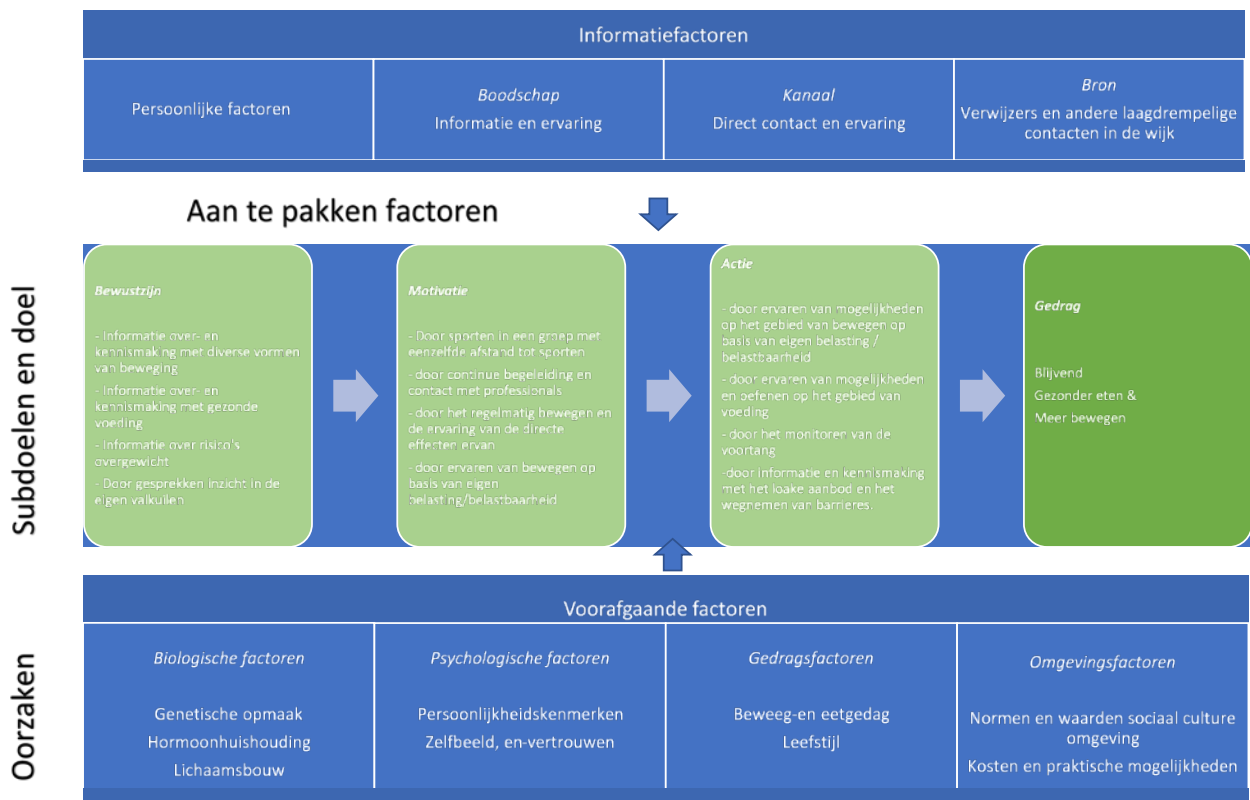 Informatiefactoren
Persoonlijke factoren
Boodschap
Informatie en ervaring
Kanaal
Direct contact en ervaring
Bron
Verwijzers en andere laagdrempelige
contacten in de wijk
Aan te pakken factoren
Subdoelen en doel
Bewustzijn
- Informatie over- en
kennismaking met diverse vormen
van beweging
- Informatie over- en
kennismaking met gezonde
voeding
- Informatie over risico's
overgewicht
- Door gesprekken inzicht in de
eigen valkuilen
Motivatie
- Door sporten in een groep met
eenzelfde afstand tot sporten
- door continue begeleiding en
contact met professionals
- door het regelmatig bewegen en
de ervaring van de directe
effecten ervan
- door ervaren van bewegen op
basis van eigen
belasting/belastbaarheid
Actie
- door ervaren van mogelijkheden
op het gebied van bewegen op
basis van eigen belasting /
belastbaarheid
- door ervaren van mogelijkheden
en oefenen op het gebied van
voeding
- door het monitoren van de
voortang
-door informatie en kennismaking
met het loake aanbod en het
wegnemen van barrieres.
Gedrag
Blijvend
Gezonder eten &
Meer bewegen
Oorzaken
Voorafgaande factoren
Biologische factoren
Genetische opmaak
Hormoonhuishouding
Lichaamsbouw
Psychologische factoren
Persoonlijkheidskenmerken
Zelfbeeld, en-vertrouwen
Gedragsfactoren
Beweeg-en eetgedag
Leefstijl
Omgevingsfactoren
Normen en waarden sociaal culture
omgeving
Kosten en praktische mogelijkheden